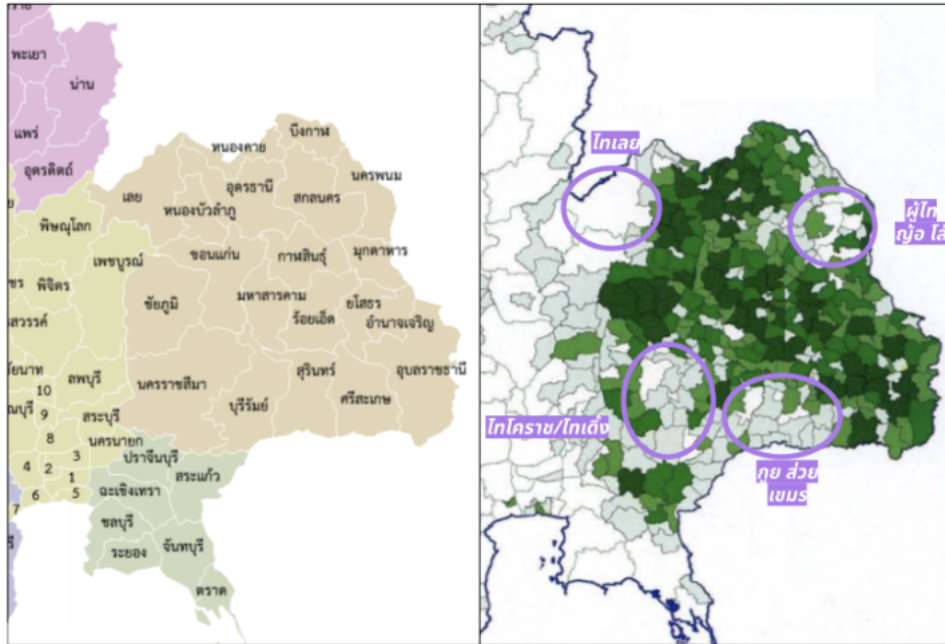 พะเยา
น่าน
แพร่
อุตรดิตถ์
พิษณุโลก
เพชรบูรณ์
พิจิตร
สวรรค์
ลพบุรี
สระบุรี
นครนายก
10
9
8
3
4
2
1
6
5
7
บึงกาฬ
หนองคาย
นครพนม
เลย
อุดรธานี
สกลนคร
หนองบัวลำภู
ขอนแก่น
กาฬสินธุ์
มุกดาหาร
ชัยภูมิ
มหาสารคาม
ยโสธร
ร้อยเอ็ด
อำนาจเจริญ
นครราชสีมา
สุรินทร์
อุบลราชธานี
บุรีรัมย์
ศรีสะเกษ
ปราจีนบุรี
สระแก้ว
ฉะเชิงเทรา
ชลบุรี
ระยอง
จันทบุรี
ตราด
ไทเลย
ผู้ไท
ญ้อ โส้
ไทโคราช/ไทเดิ้ง
กุย ส่วย
เขมร